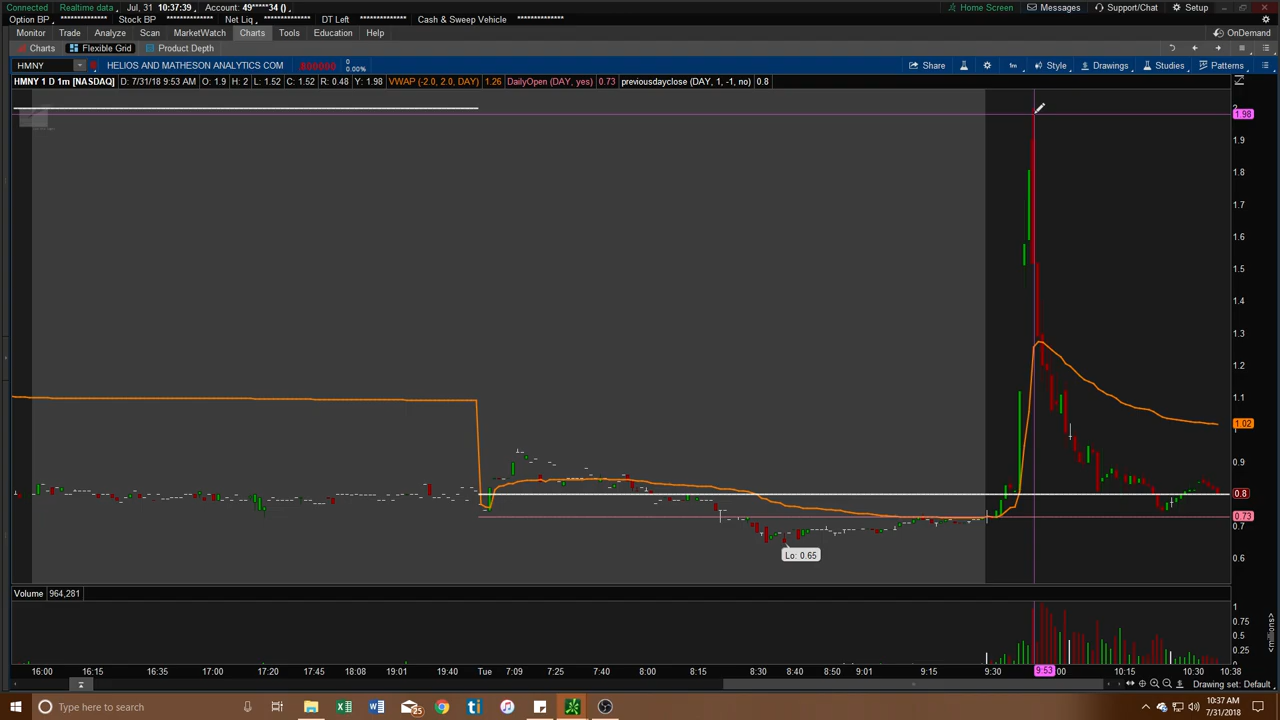 Connected Realtime data Jul, 31 10:37:39 Account: 49*****34 () Home Screen Messages Support/Chat Setup
Option BP ************* Stock BP ************* Net Liq ************* DT Left ************* Cash & Sweep Vehicle *************
Monitor Trade Analyze Scan MarketWatch Charts Tools Education Help OnDemand
Charts Flexible Grid Product Depth
HMNY HELIOS AND MATHESON ANALYTICS COM 0 Share 1m Style Drawings Studies Patterns
0.00%
HMNY 1 D 1m [NASDAQ] D: 7/31/18 9:53 AM O: 1.9 H: 2 L: 1.52 C: 1.52 R: 0.48 Y: 1.98 VWAP (-2.0, 2.0, DAY) 1.26 DailyOpen (DAY, yes) 0.73 previousdayclose (DAY, 1, -1, no) 0.8
2
1.98
1.9
1.8
1.7
1.6
1.5
1.4
1.3
1.2
1.1
1.02
0.9
0.8
0.73
0.7
Lo: 0.65
0.6
Volume 964,281
1
0.75
0.5
0.25
0
<millions>
16:00 16:15 16:35 17:00 17:45 18:00 19:01 19:40 Tue 7:09 7:25 7:40 8:00 8:15 8:30 8:40 8:50 9:01 9:15 9:30 9:53 :00 10:15 10:30 10:38
Drawing set: Default
Type here to search 25 10:37 AM
7/31/2018